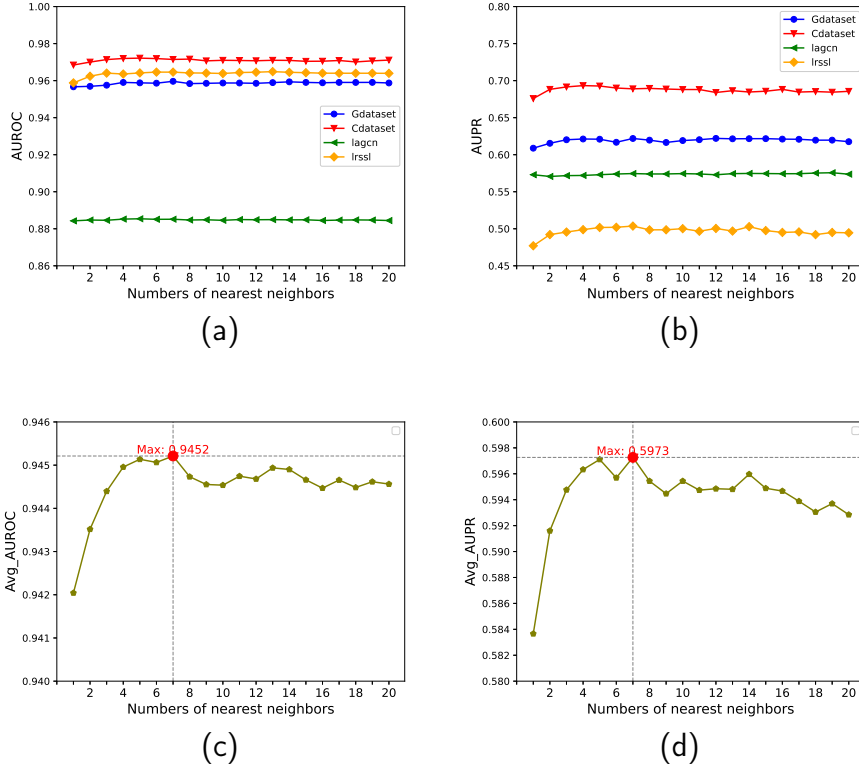 1.00
0.98
0.96
0.94
0.92
0.90
0.88
0.86
AUROC
Gdataset
Cdataset
lagcn
lrssl
2 4 6 8 10 12 14 16 18 20
Numbers of nearest neighbors
(a)
0.80
0.75
0.70
0.65
0.60
0.55
0.50
0.45
AUPR
Gdataset
Cdataset
lagcn
lrssl
2 4 6 8 10 12 14 16 18 20
Numbers of nearest neighbors
(b)
0.946
0.945
0.944
0.943
0.942
0.941
0.940
Avg_AUROC
Max: 0.9452
2 4 6 8 10 12 14 16 18 20
Numbers of nearest neighbors
(c)
0.600
0.598
0.596
0.594
0.592
0.590
0.588
0.586
0.584
0.582
0.580
Avg_AUPR
Max: 0.5973
2 4 6 8 10 12 14 16 18 20
Numbers of nearest neighbors
(d)